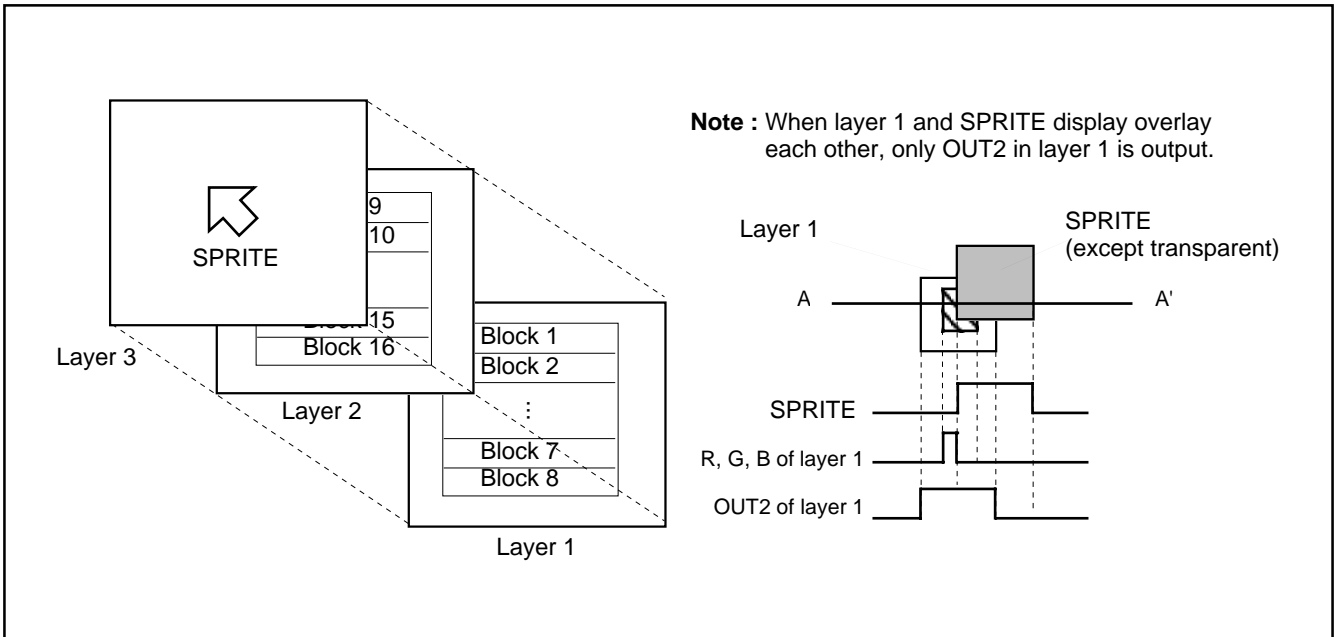 SPRITE
Layer 3
9
10
Block 15
Block 16
Layer 2
Block 1
Block 2
⋮
Block 7
Block 8
Layer 1
Note : When layer 1 and SPRITE display overlay
each other, only OUT2 in layer 1 is output.
Layer 1
SPRITE
(except transparent)
A
A'
SPRITE
R, G, B of layer 1
OUT2 of layer 1